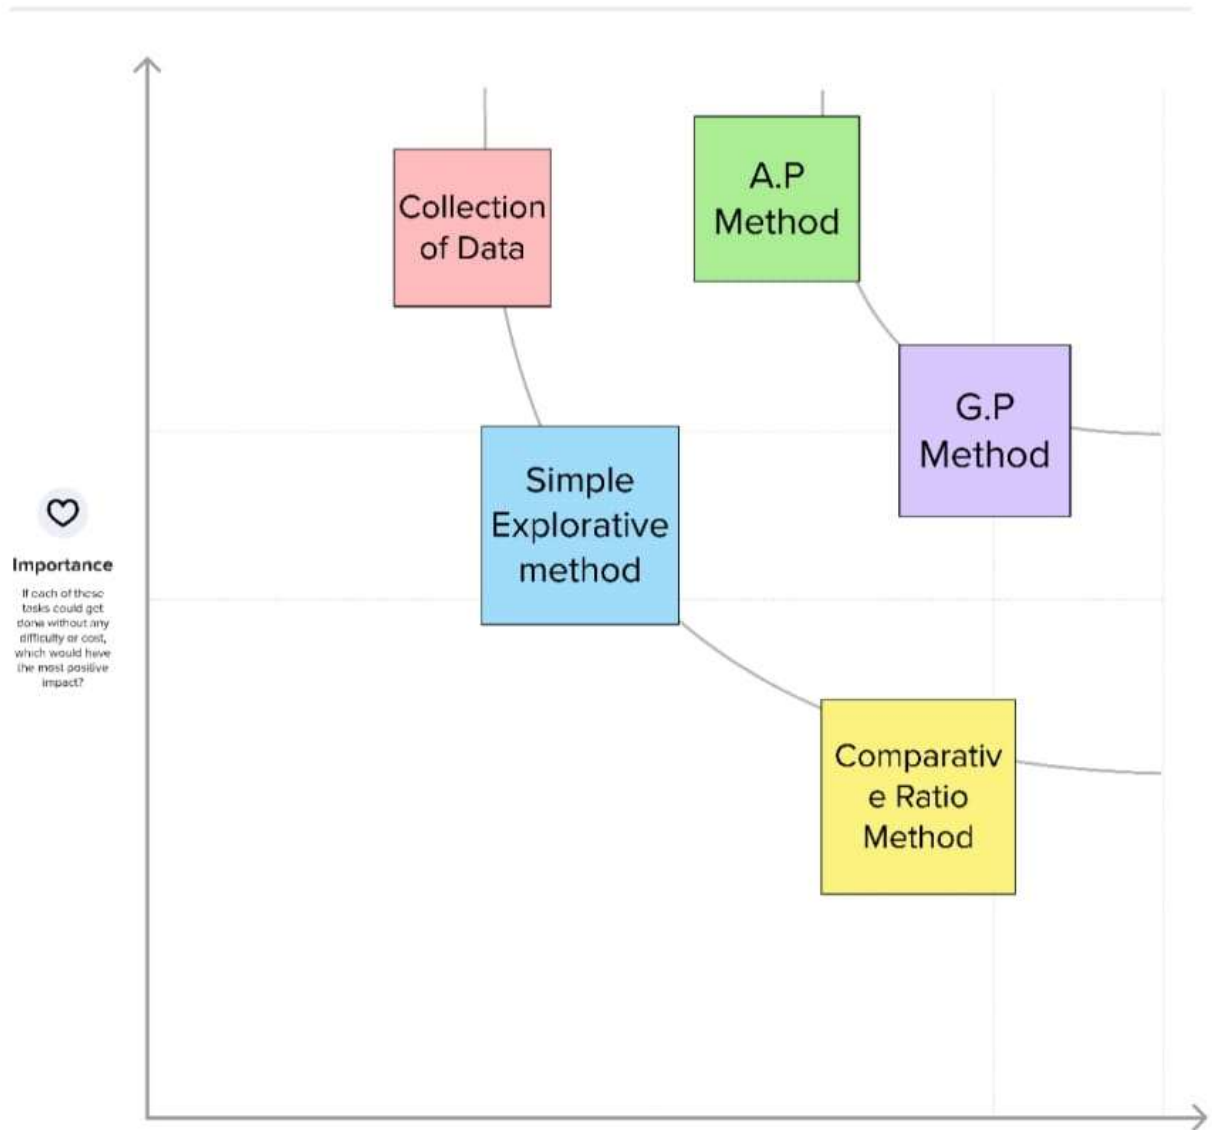 Collection
of Data
A.P
Method
G.P
Method
Simple
Explorative
method
Importance
If each of these
tasks could get
done without any
difficulty or cost,
which would have
the most positive
impact?
Comparativ
e Ratio
Method